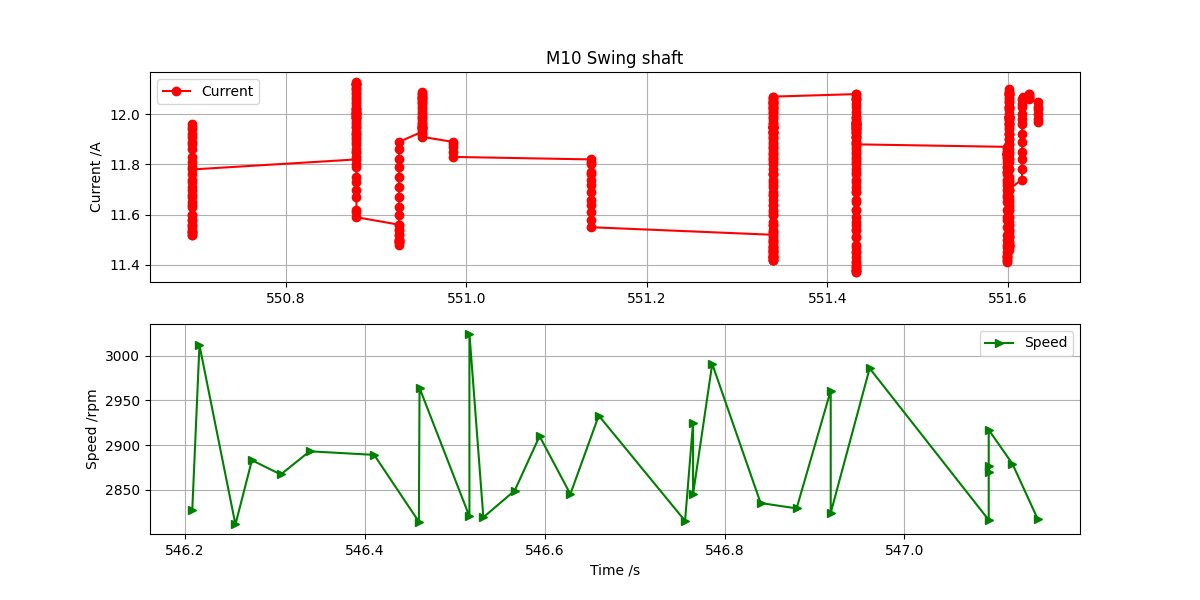 M10 Swing shaft
Current
Current /A
12.0
11.8
11.6
11.4
550.8 551.0 551.2 551.4 551.6
Speed
Speed /rpm
3000
2950
2900
2850
546.2 546.4 546.6 546.8 547.0
Time /s